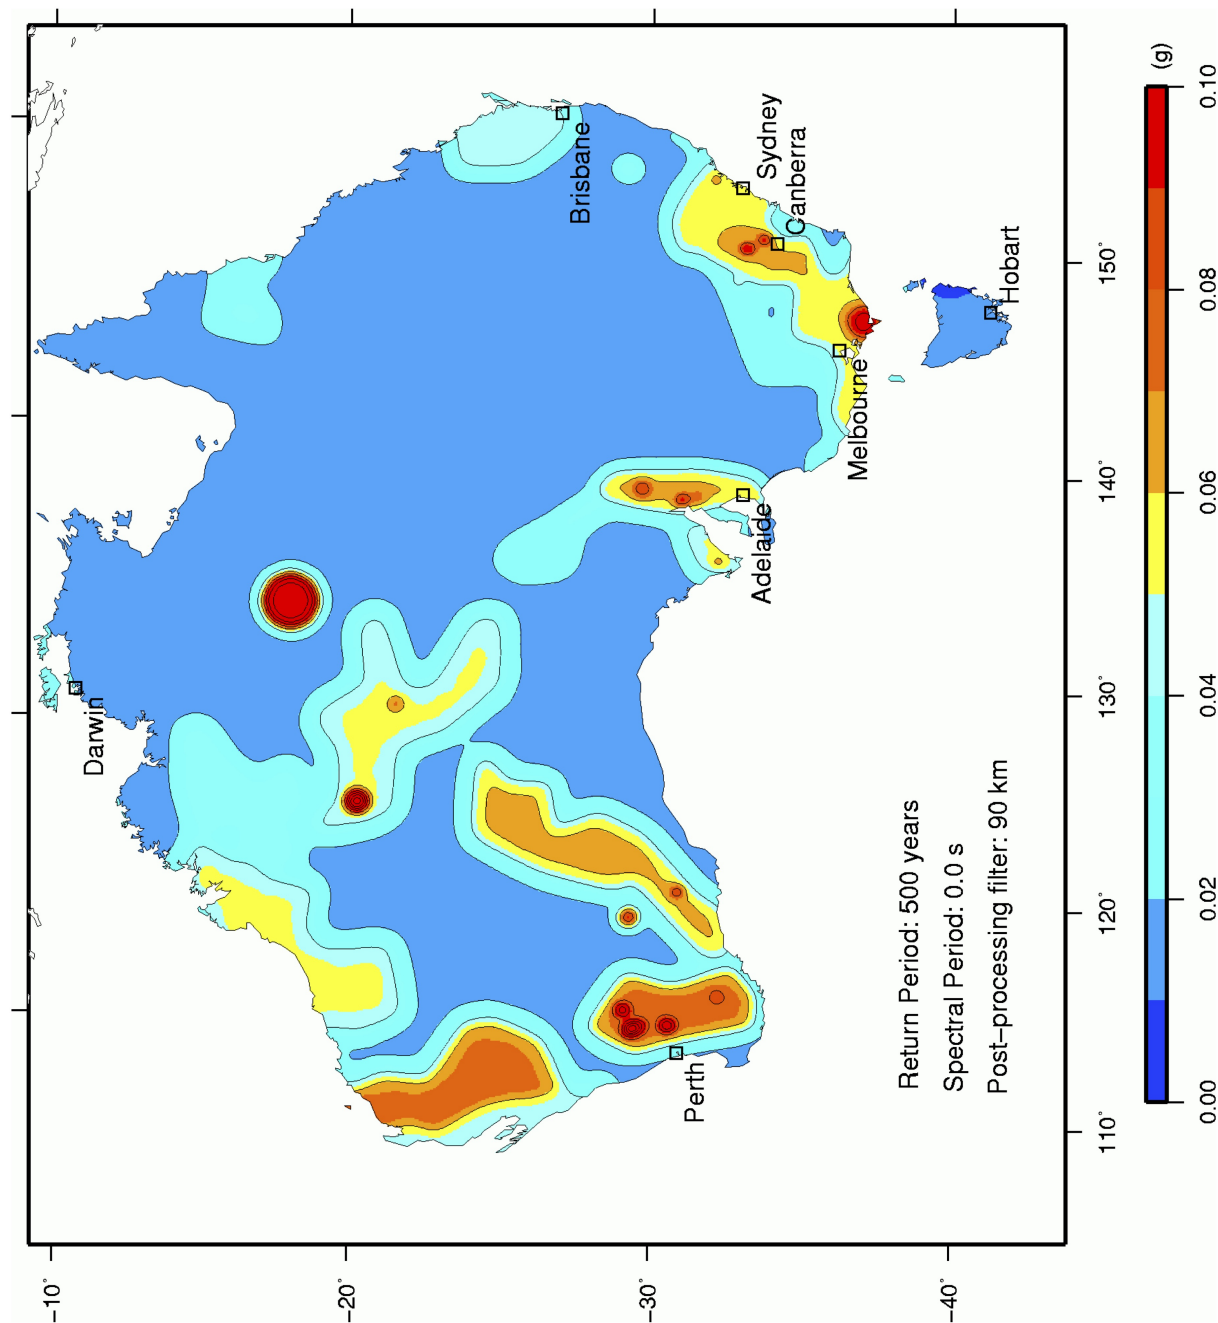 Darwin
Brisbane
Sydney
Canberra
Melbourne
Hobart
Adelaide
Perth
Return Period: 500 years
Spectral Period: 0.0 s
Post-processing filter: 90 km
-10°
-20°
-30°
-40°
110°
120°
130°
140°
150°
(g)
0.00
0.02
0.04
0.06
0.08
0.10